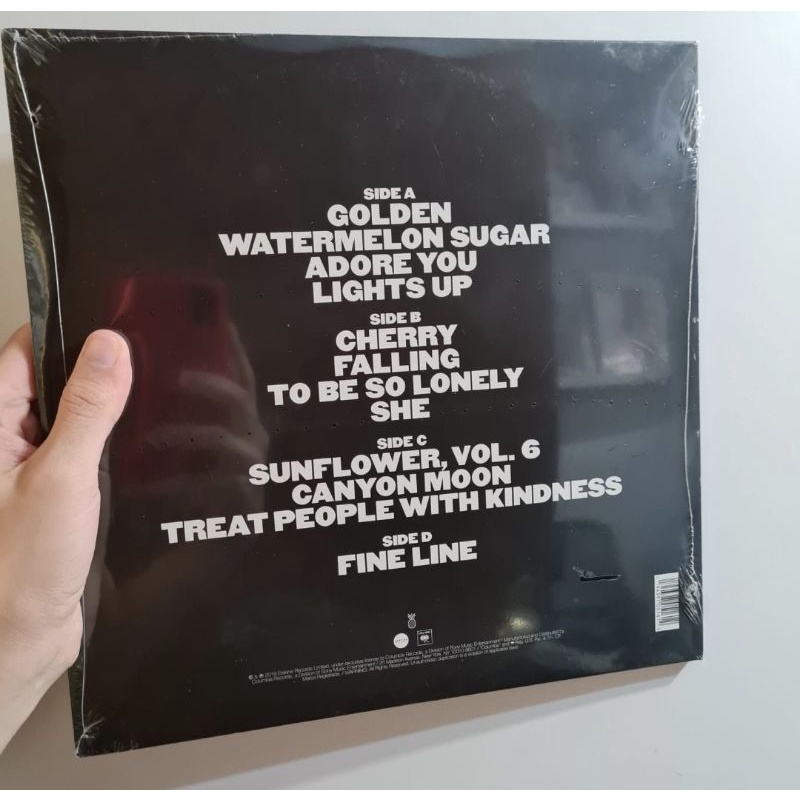 SIDE A
GOLDEN
WATERMELON SUGAR
ADORE YOU
LIGHTS UP
SIDE B
CHERRY
FALLING
TO BE SO LONELY
SHE
SIDE C
SUNFLOWER, VOL. 6
CANYON MOON
TREAT PEOPLE WITH KINDNESS
SIDE D
FINE LINE